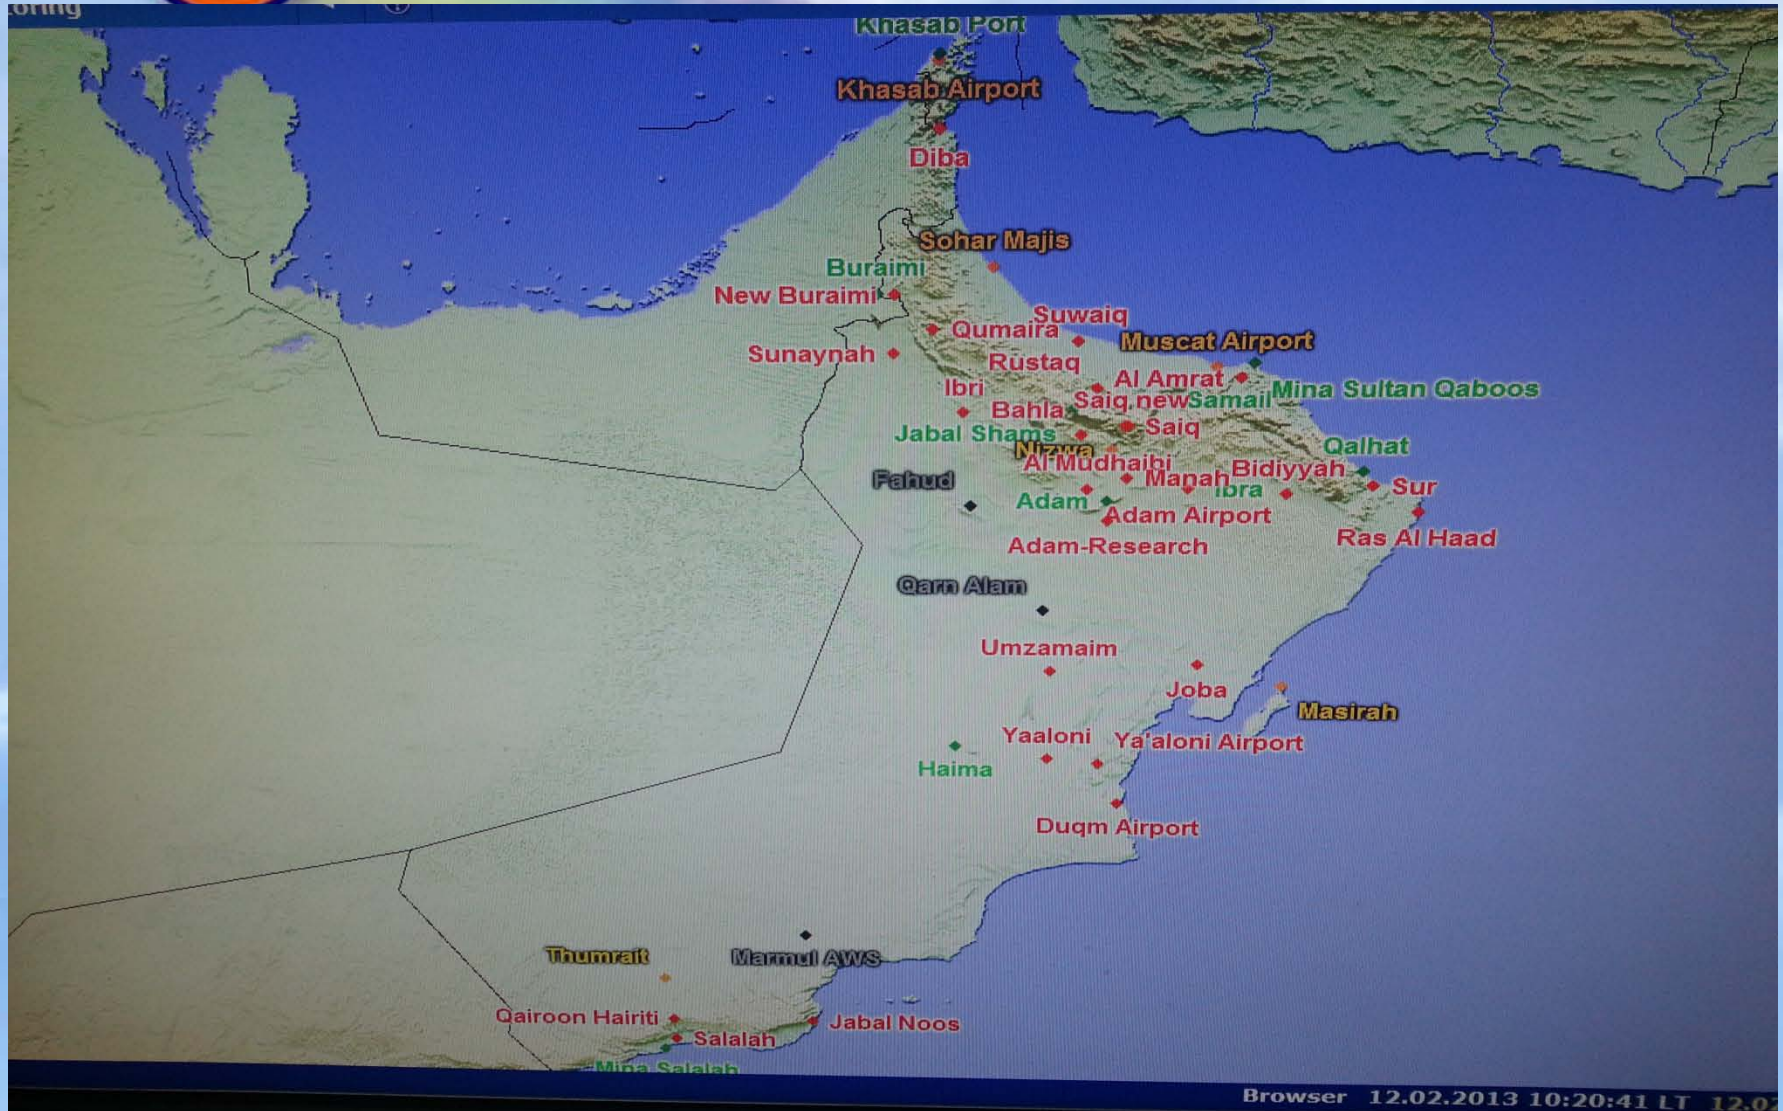 oring
Khasab Port
Khasab Airport
Diba
Sohar Majis
Buraimi
New Buraimi
Suwaiq
Qumaira
Muscat Airport
Sunaynah
Rustaq
Al Amrat
Ibri
Mina Sultan Qaboos
Saiq new
Samail
Bahla
Saiq
Jabal Shams
Qalhat
Nizwa
Al Mudhaibi
Bidiyyah
Manah
Fahud
Sur
Ibra
Adam
Adam Airport
Ras Al Haad
Adam-Research
Qarn Alam
Umzamaim
Joba
Masirah
Yaaloni
Ya'aloni Airport
Haima
Duqm Airport
Thumrait
Marmul AWS
Qairoon Hairiti
Jabal Noos
Salalah
Mina Salalah
Browser 12.02.2013 10:20:41 LT 12.02